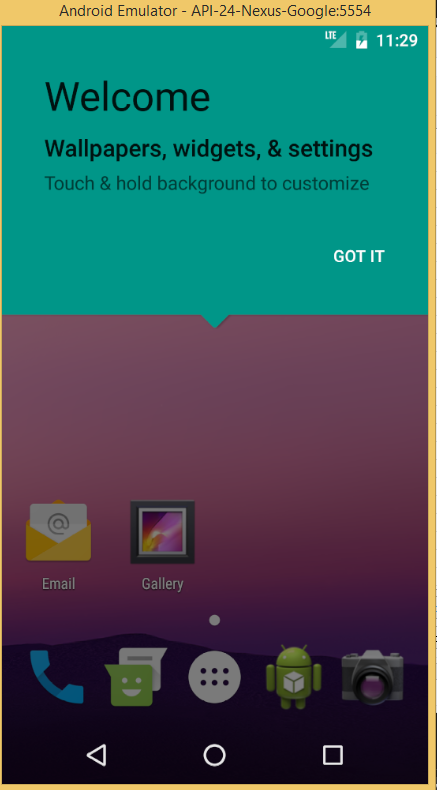 Android Emulator - API-24-Nexus-Google:5554
LTE 11:29
Welcome
Wallpapers, widgets, & settings
Touch & hold background to customize
GOT IT
@
Email Gallery